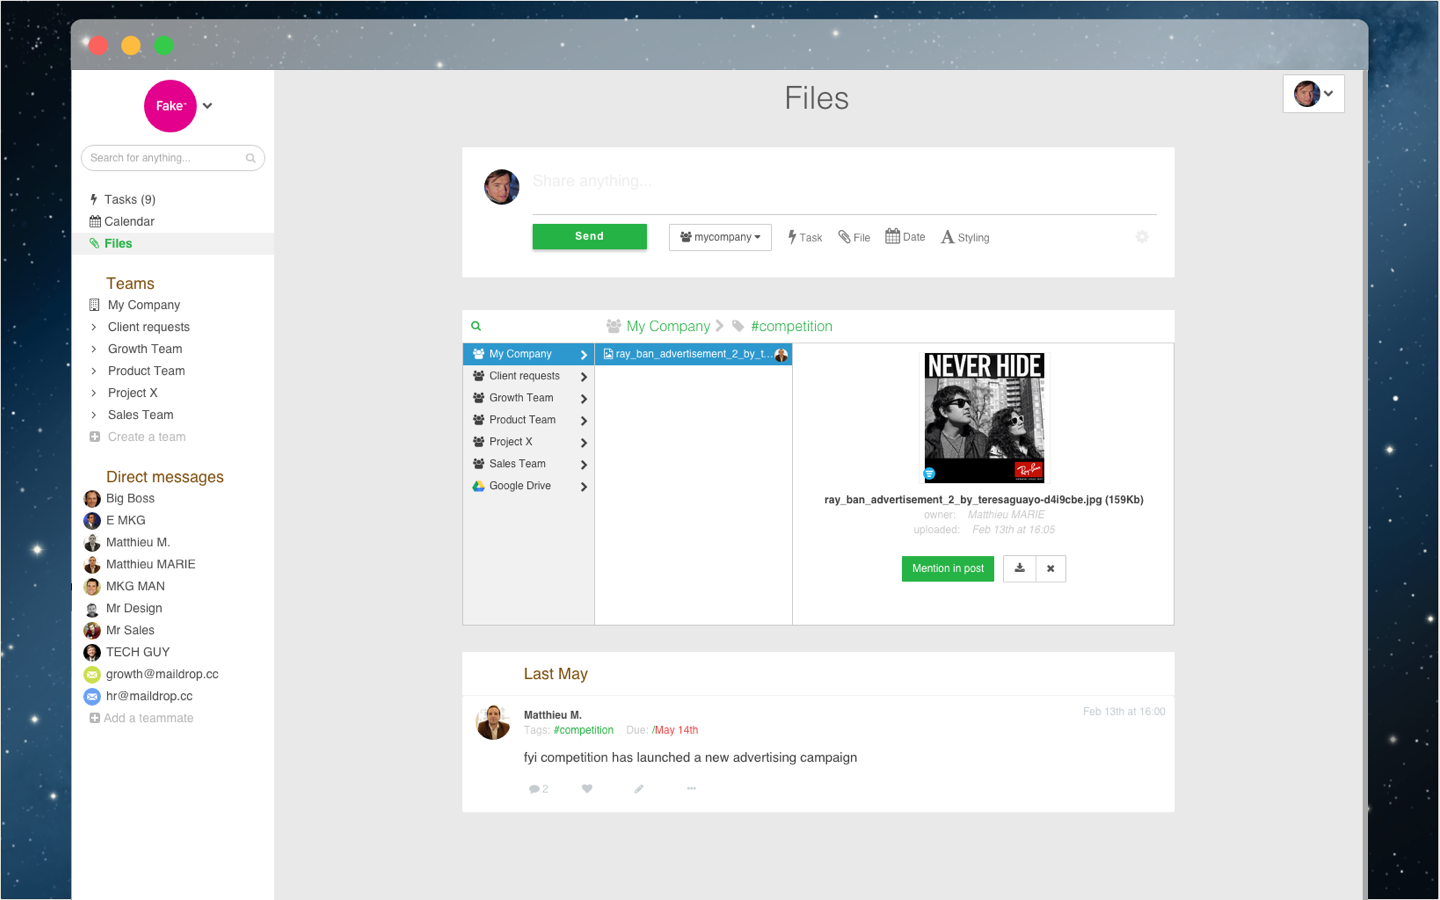 Fake™
Search for anything...
Tasks (9)
Calendar
Files
Teams
My Company
Client requests
Growth Team
Product Team
Project X
Sales Team
Create a team
Direct messages
Big Boss
E MKG
Matthieu M.
Matthieu MARIE
MKG MAN
Mr Design
Mr Sales
TECH GUY
growth@maildrop.cc
hr@maildrop.cc
Add a teammate
Files
Share anything...
Send
mycompany
Task
File
Date
Styling
My Company
#competition
My Company
Client requests
Growth Team
Product Team
Project X
Sales Team
Google Drive
ray_ban_advertisement_2_by_t...
NEVER HIDE
Ray-Ban
ray_ban_advertisement_2_by_teresaguayo-d4i9cbe.jpg (159Kb)
owner: Matthieu MARIE
uploaded: Feb 13th at 16:05
Mention in post
Last May
Matthieu M.
Feb 13th at 16:00
Tags: #competition Due: /May 14th
fyi competition has launched a new advertising campaign
2